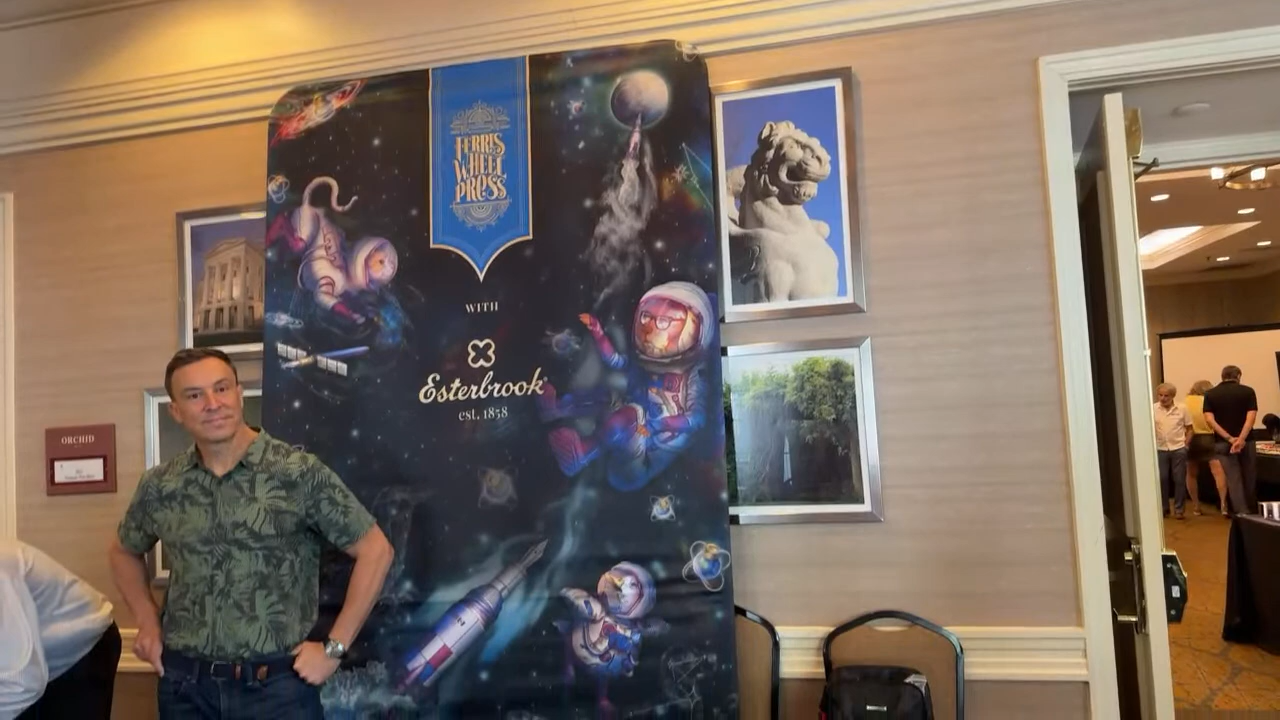 FERRIS
WHEEL
PRESS
WITH
Esterbrook
est. 1858
ORCHID